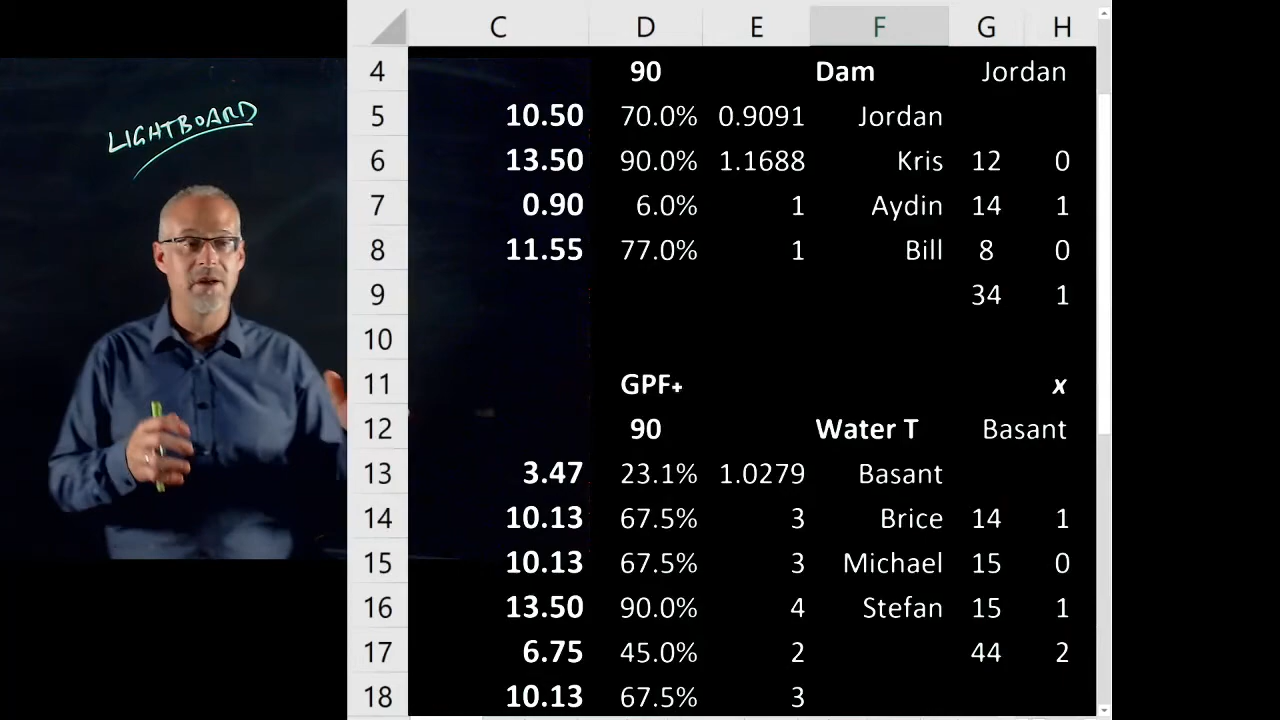 LIGHTBOARD
C D E F G H
4 90 Dam Jordan
5 10.50 70.0% 0.9091 Jordan
6 13.50 90.0% 1.1688 Kris 12 0
7 0.90 6.0% 1 Aydin 14 1
8 11.55 77.0% 1 Bill 8 0
9 34 1
10
11 GPF+ x
12 90 Water T Basant
13 3.47 23.1% 1.0279 Basant
14 10.13 67.5% 3 Brice 14 1
15 10.13 67.5% 3 Michael 15 0
16 13.50 90.0% 4 Stefan 15 1
17 6.75 45.0% 2 44 2
18 10.13 67.5% 3